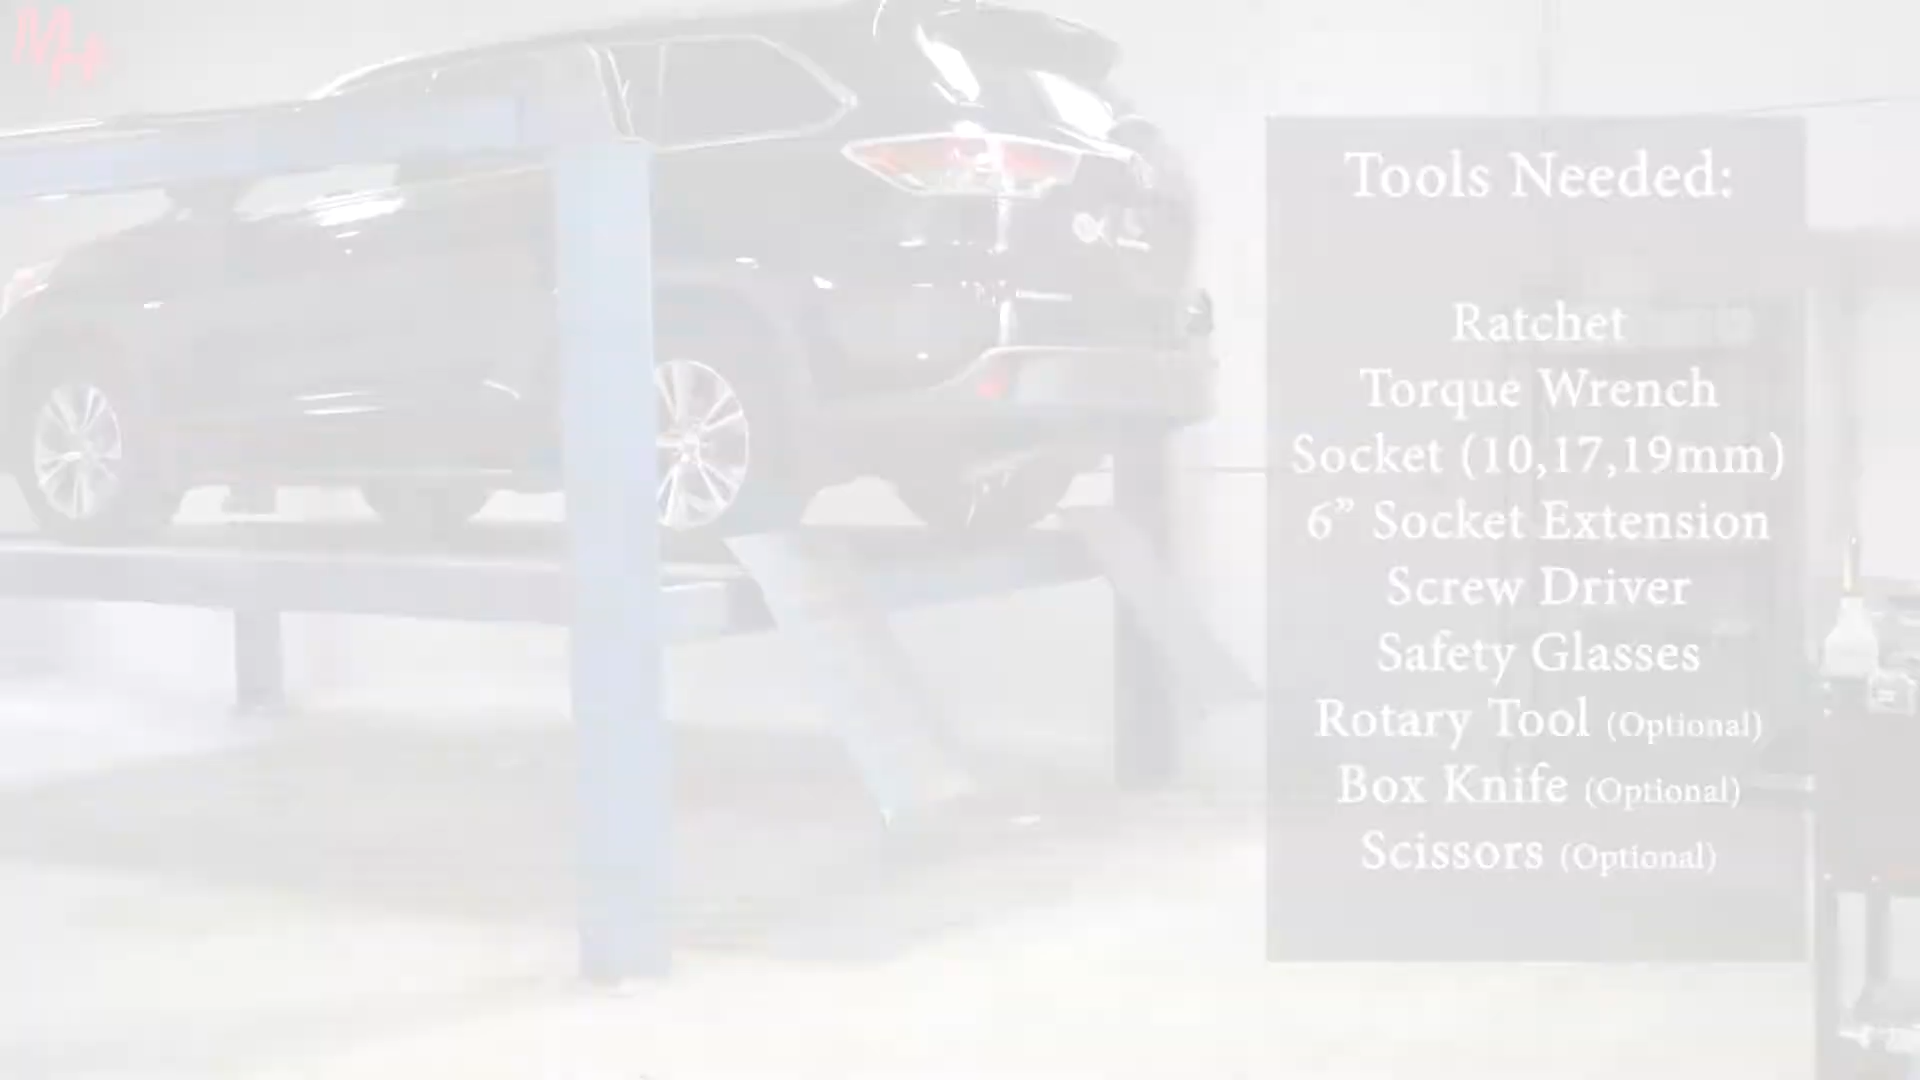 MH
Tools Needed:
Ratchet
Torque Wrench
Socket (10,17,19mm)
6” Socket Extension
Screw Driver
Safety Glasses
Rotary Tool (Optional)
Box Knife (Optional)
Scissors (Optional)